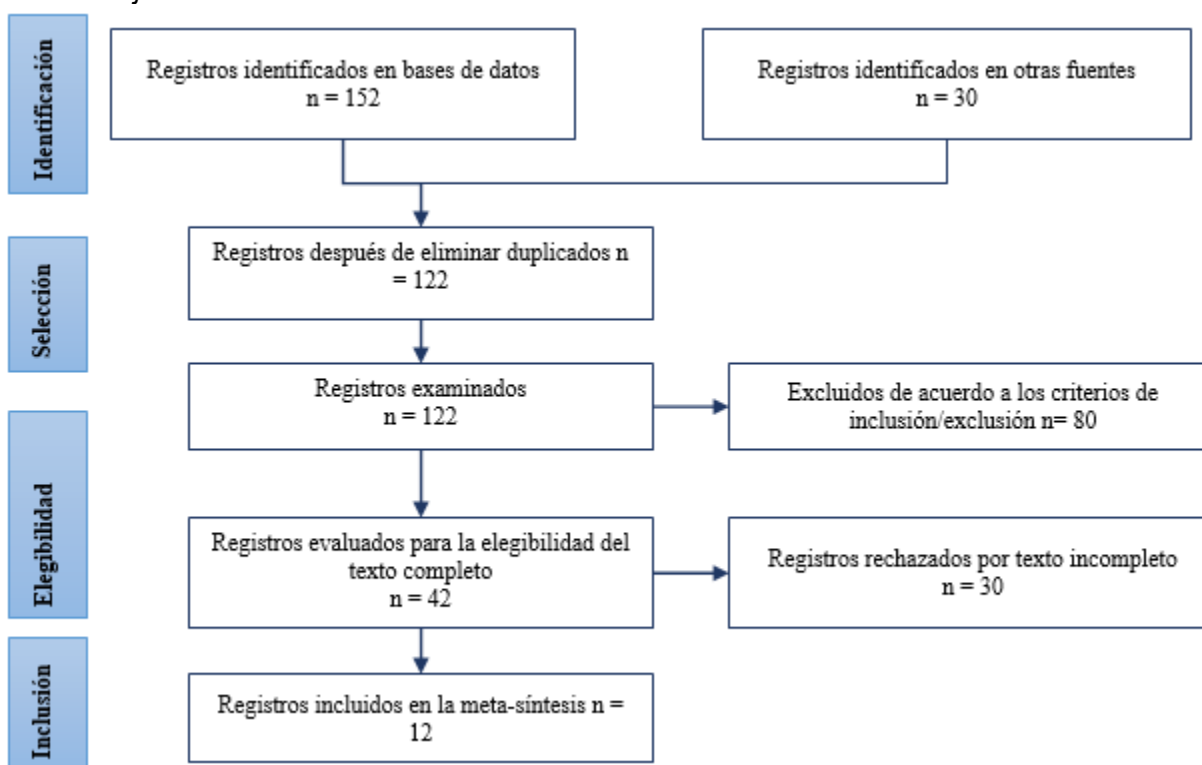 Identificación
Registros identificados en bases de datos
n = 152
Registros identificados en otras fuentes
n = 30
Selección
Registros después de eliminar duplicados n
= 122
Registros examinados
n = 122
Excluidos de acuerdo a los criterios de
inclusión/exclusión n= 80
Elegibilidad
Registros evaluados para la elegibilidad del
texto completo
n = 42
Registros rechazados por texto incompleto
n = 30
Inclusión
Registros incluidos en la meta-síntesis n =
12